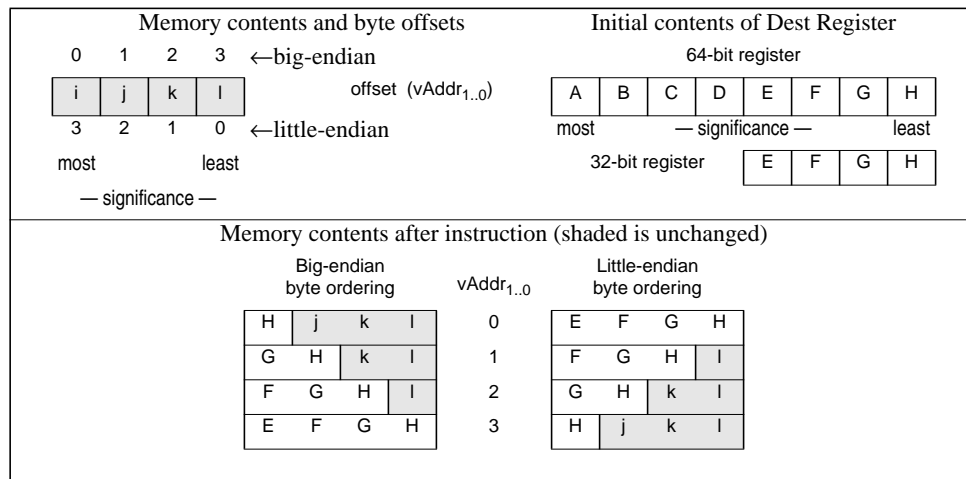 Memory contents and byte offsets
0 1 2 3 ←big-endian
i j k l offset (vAddr1..0)
3 2 1 0 ←little-endian
most least
— significance —
Initial contents of Dest Register
64-bit register
A B C D E F G H
most — significance — least
32-bit register E F G H
Memory contents after instruction (shaded is unchanged)
Big-endian
byte ordering
vAddr1..0
Little-endian
byte ordering
H j k l 0 E F G H
G H k l 1 F G H l
F G H l 2 G H k l
E F G H 3 H j k l